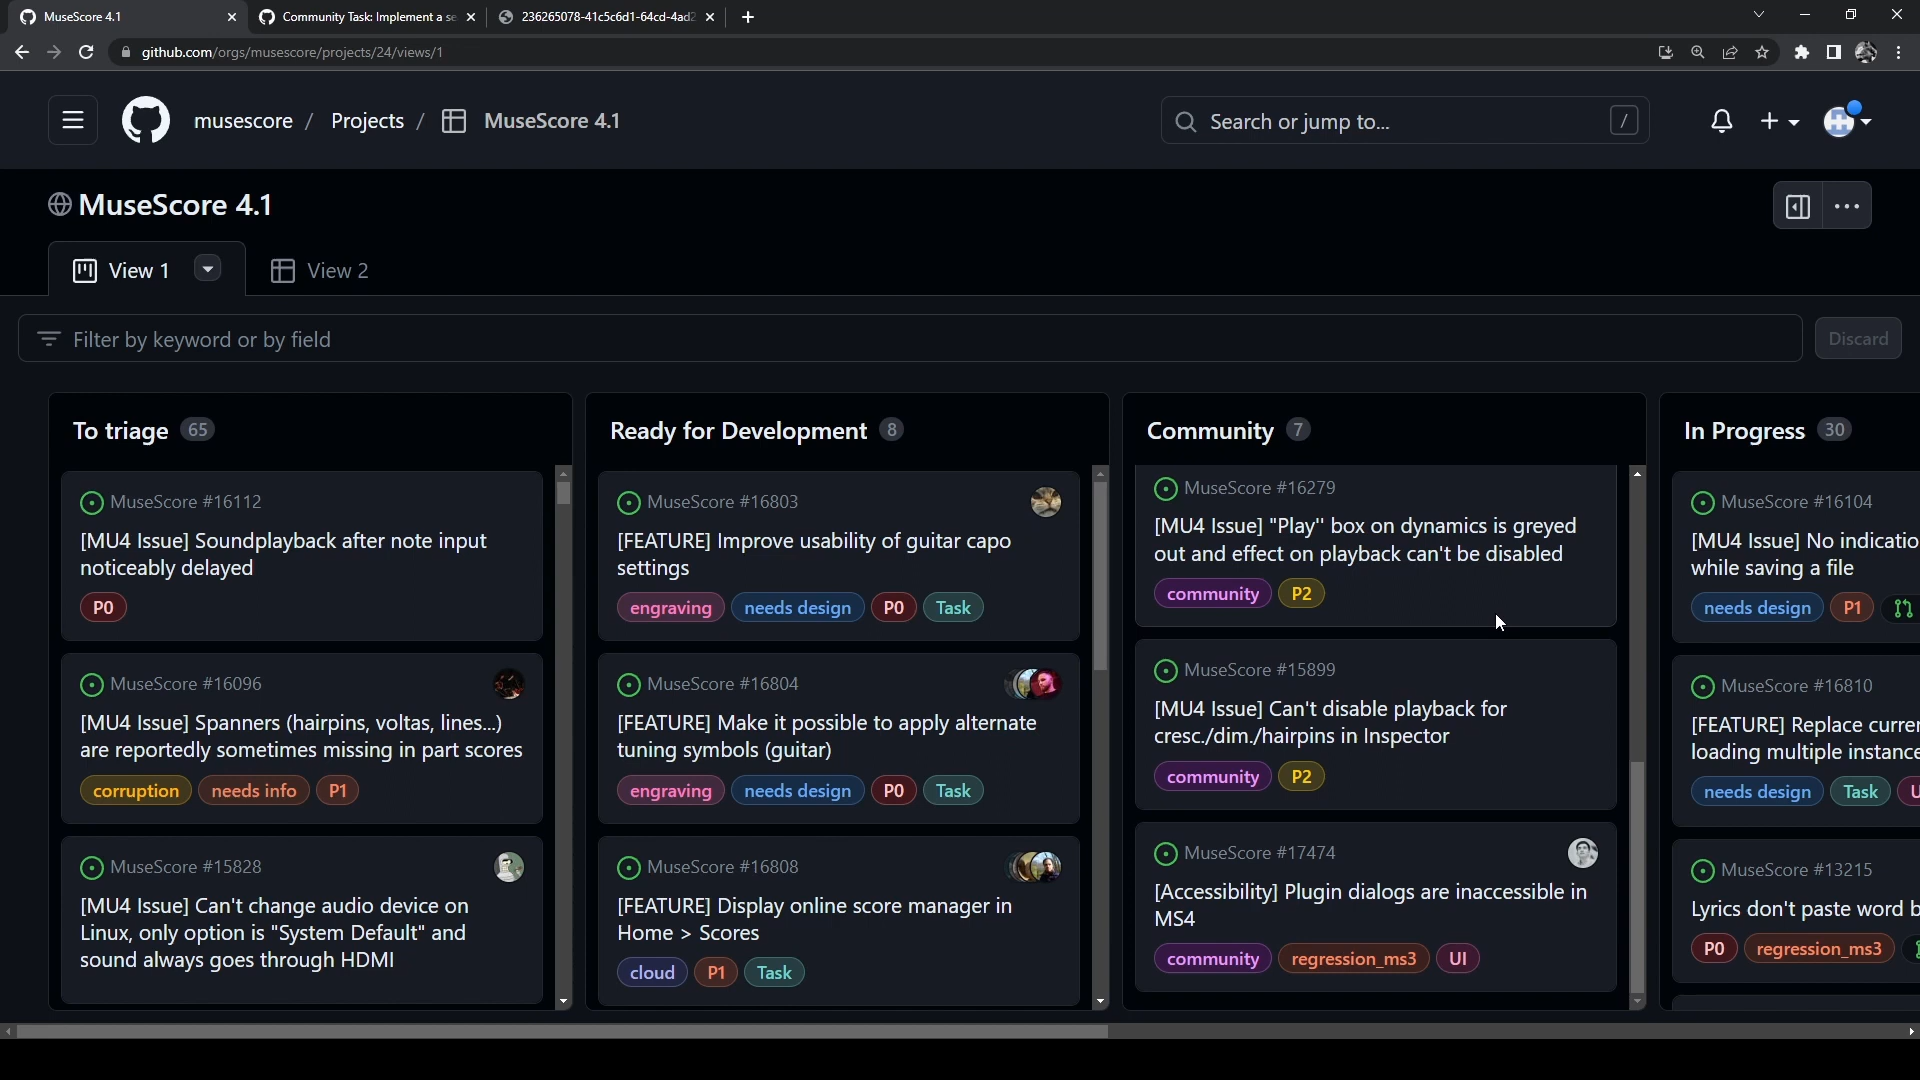 MuseScore 4.1
Community Task: Implement a se
236265078-41c5c6d1-64cd-4ad2
github.com/orgs/musescore/projects/24/views/1
musescore / Projects / MuseScore 4.1
Search or jump to...
/
MuseScore 4.1
View 1
View 2
Filter by keyword or by field
Discard
To triage 65
MuseScore #16112
[MU4 Issue] Soundplayback after note input
noticeably delayed
P0
MuseScore #16096
[MU4 Issue] Spanners (hairpins, voltas, lines...)
are reportedly sometimes missing in part scores
corruption needs info P1
MuseScore #15828
[MU4 Issue] Can't change audio device on
Linux, only option is "System Default" and
sound always goes through HDMI
Ready for Development 8
MuseScore #16803
[FEATURE] Improve usability of guitar capo
settings
engraving needs design P0 Task
MuseScore #16804
[FEATURE] Make it possible to apply alternate
tuning symbols (guitar)
engraving needs design P0 Task
MuseScore #16808
[FEATURE] Display online score manager in
Home > Scores
cloud P1 Task
Community 7
MuseScore #16279
[MU4 Issue] "Play" box on dynamics is greyed
out and effect on playback can't be disabled
community P2
MuseScore #15899
[MU4 Issue] Can't disable playback for
cresc./dim./hairpins in Inspector
community P2
MuseScore #17474
[Accessibility] Plugin dialogs are inaccessible in
MS4
community regression_ms3 UI
In Progress 30
MuseScore #16104
[MU4 Issue] No indicatio
while saving a file
needs design P1
MuseScore #16810
[FEATURE] Replace currer
loading multiple instance
needs design Task U
MuseScore #13215
Lyrics don't paste word b
P0 regression_ms3